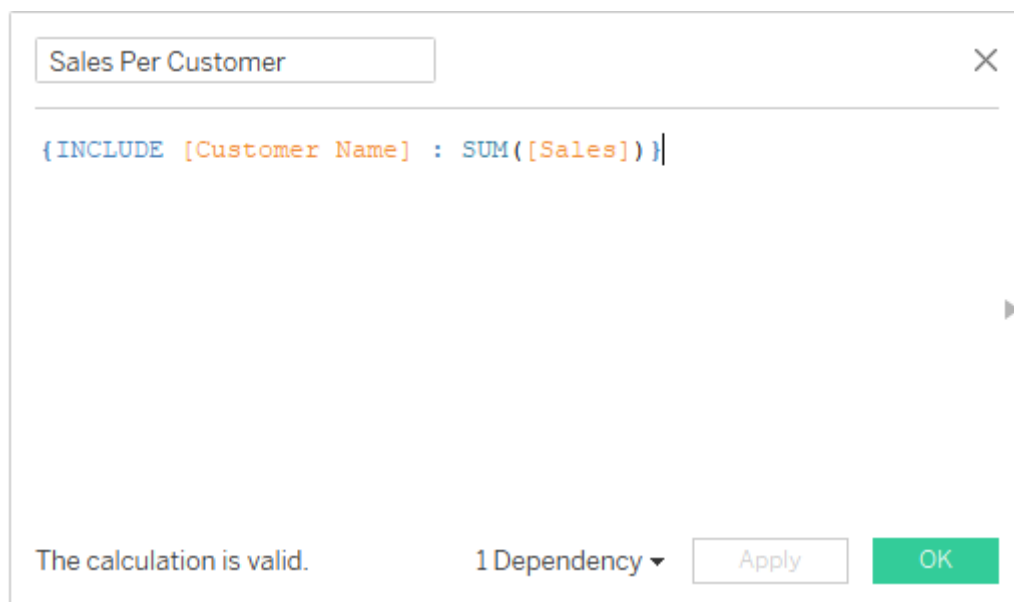 Sales Per Customer
{INCLUDE [Customer Name] : SUM([Sales])}
The calculation is valid. 1 Dependency Apply OK